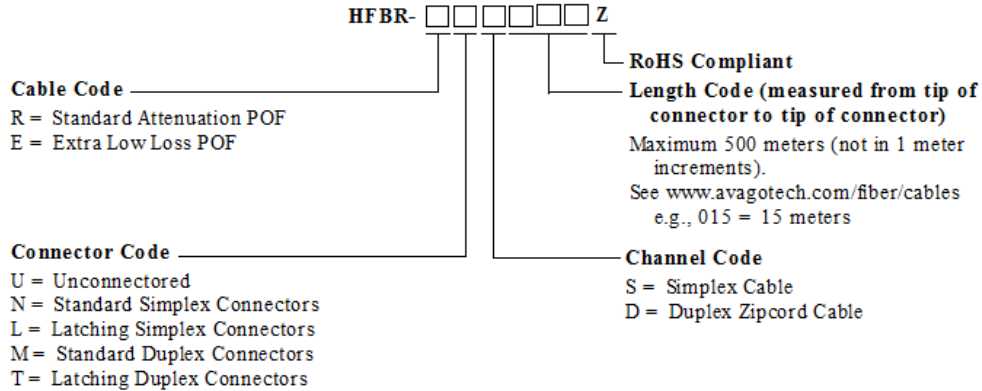 HFBR- □□□□□□ Z
RoHS Compliant
Length Code (measured from tip of
connector to tip of connector)
Maximum 500 meters (not in 1 meter
increments).
See www.avagotech.com/fiber/cables
e.g., 015 = 15 meters
Cable Code
R = Standard Attenuation POF
E = Extra Low Loss POF
Connector Code
U = Unconnectored
N = Standard Simplex Connectors
L = Latching Simplex Connectors
M = Standard Duplex Connectors
T = Latching Duplex Connectors
Channel Code
S = Simplex Cable
D = Duplex Zipcord Cable